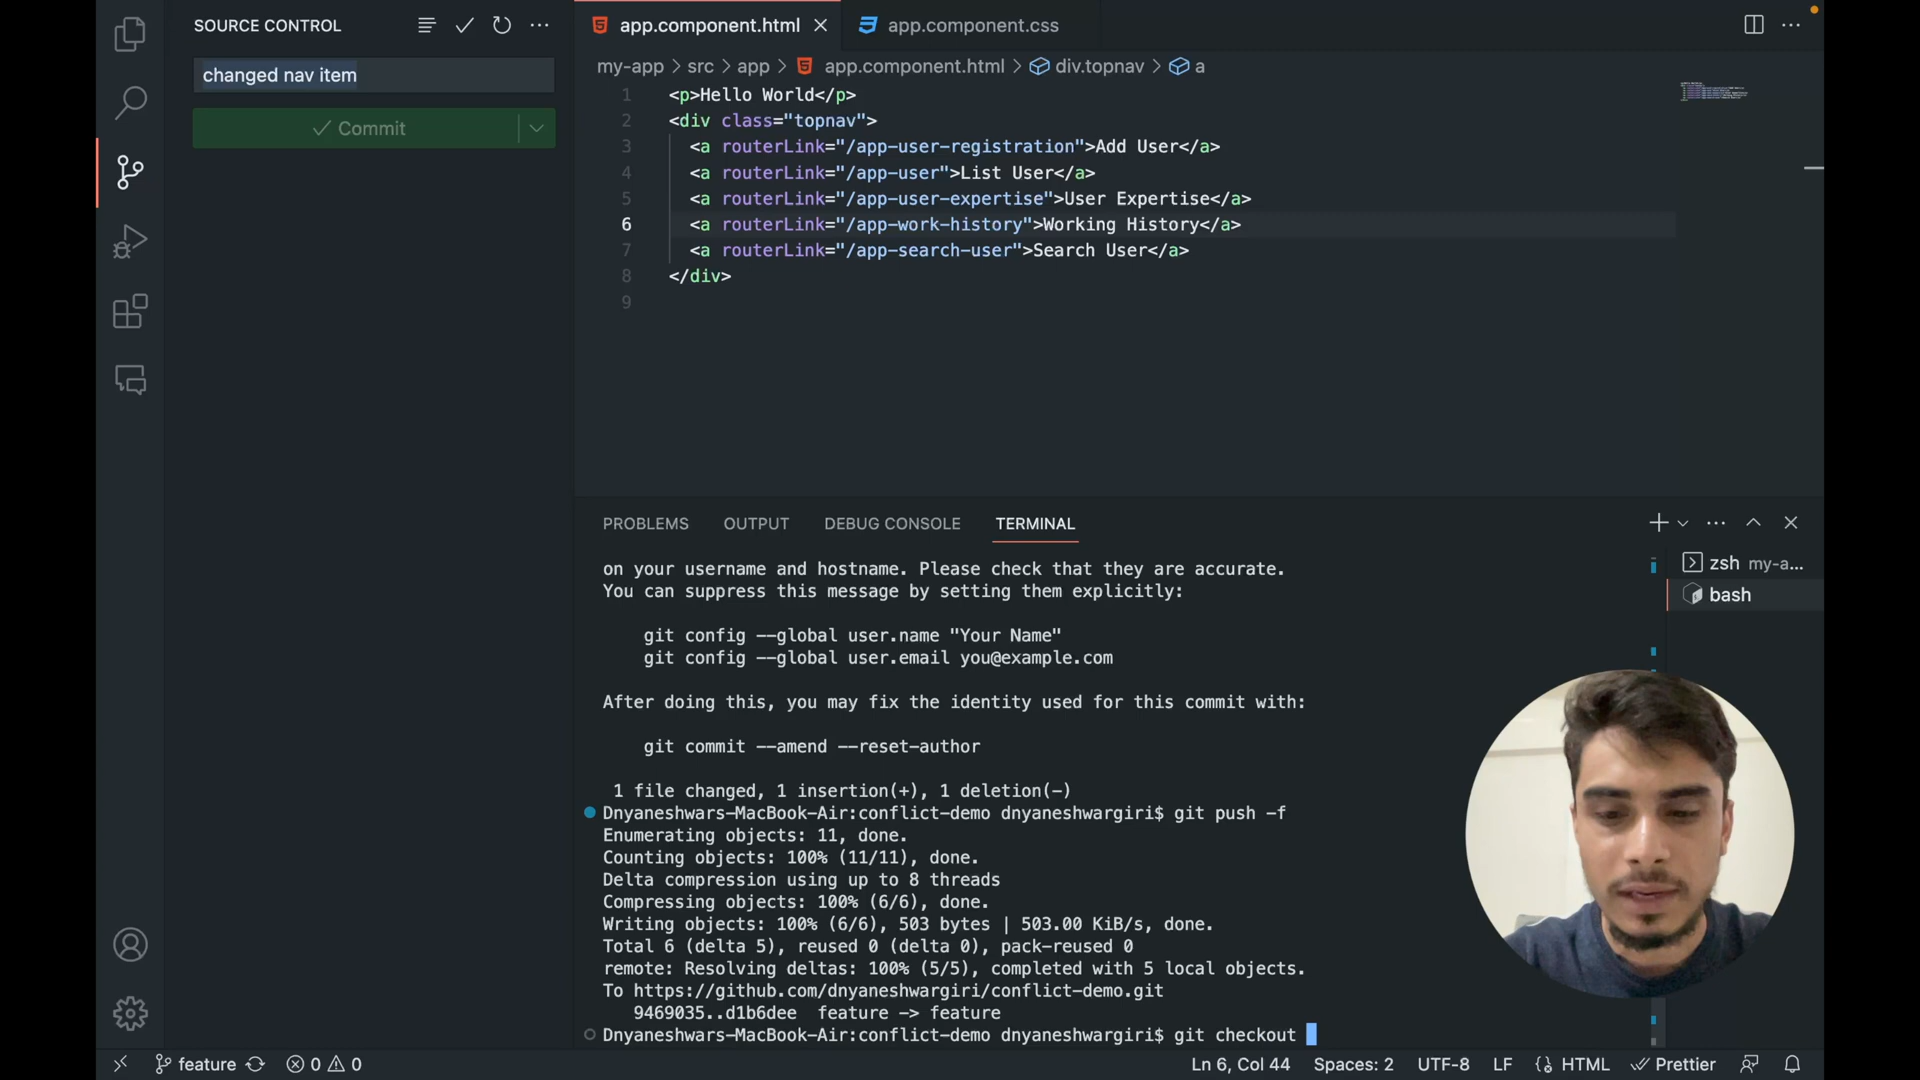 SOURCE CONTROL
changed nav item
Commit
app.component.html
app.component.css
my-app > src > app > app.component.html > div.topnav > a
1 <p>Hello World</p>
2 <div class="topnav">
3 <a routerLink="/app-user-registration">Add User</a>
4 <a routerLink="/app-user">List User</a>
5 <a routerLink="/app-user-expertise">User Expertise</a>
6 <a routerLink="/app-work-history">Working History</a>
7 <a routerLink="/app-search-user">Search User</a>
8 </div>
9
PROBLEMS OUTPUT DEBUG CONSOLE TERMINAL
zsh my-a...
bash
on your username and hostname. Please check that they are accurate.
You can suppress this message by setting them explicitly:
git config --global user.name "Your Name"
git config --global user.email you@example.com
After doing this, you may fix the identity used for this commit with:
git commit --amend --reset-author
1 file changed, 1 insertion(+), 1 deletion(-)
Dnyaneshwars-MacBook-Air:conflict-demo dnyaneshwargiri$ git push -f
Enumerating objects: 11, done.
Counting objects: 100% (11/11), done.
Delta compression using up to 8 threads
Compressing objects: 100% (6/6), done.
Writing objects: 100% (6/6), 503 bytes | 503.00 KiB/s, done.
Total 6 (delta 5), reused 0 (delta 0), pack-reused 0
remote: Resolving deltas: 100% (5/5), completed with 5 local objects.
To https://github.com/dnyaneshwargiri/conflict-demo.git
9469035..d1b6dee feature -> feature
Dnyaneshwars-MacBook-Air:conflict-demo dnyaneshwargiri$ git checkout
feature 0 0 Ln 6, Col 44 Spaces: 2 UTF-8 LF HTML Prettier